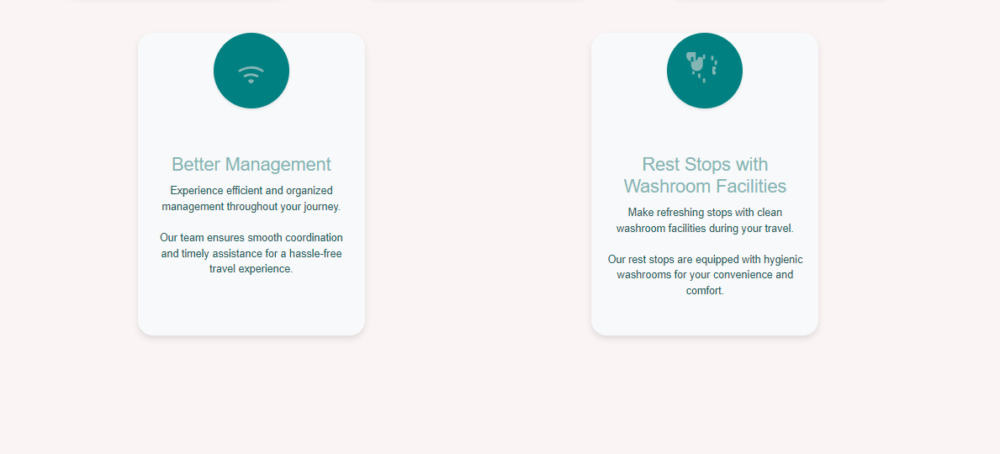 Better Management
Experience efficient and organized
management throughout your journey.
Our team ensures smooth coordination
and timely assistance for a hassle-free
travel experience.
Rest Stops with
Washroom Facilities
Make refreshing stops with clean
washroom facilities during your travel.
Our rest stops are equipped with hygienic
washrooms for your convenience and
comfort.